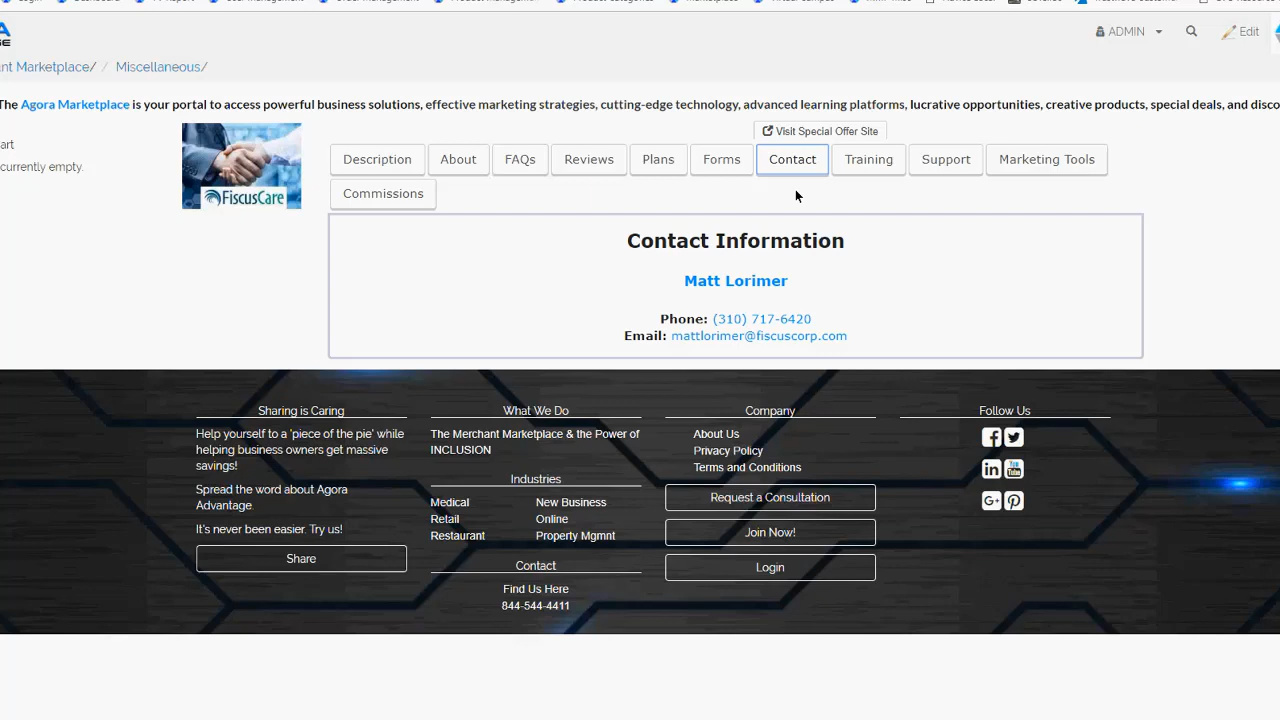 ADMIN
Edit
nt Marketplace/ / Miscellaneous/
The Agora Marketplace is your portal to access powerful business solutions, effective marketing strategies, cutting-edge technology, advanced learning platforms, lucrative opportunities, creative products, special deals, and disco
art
currently empty.
FiscusCare
Visit Special Offer Site
Description
About
FAQs
Reviews
Plans
Forms
Contact
Training
Support
Marketing Tools
Commissions
Contact Information
Matt Lorimer
Phone: (310) 717-6420
Email: mattlorimer@fiscuscorp.com
Sharing is Caring
Help yourself to a 'piece of the pie' while
helping business owners get massive
savings!
Spread the word about Agora
Advantage.
It's never been easier. Try us!
Share
What We Do
The Merchant Marketplace & the Power of
INCLUSION
Industries
Medical
New Business
Retail
Online
Restaurant
Property Mgmnt
Contact
Find Us Here
844-544-4411
Company
About Us
Privacy Policy
Terms and Conditions
Request a Consultation
Join Now!
Login
Follow Us